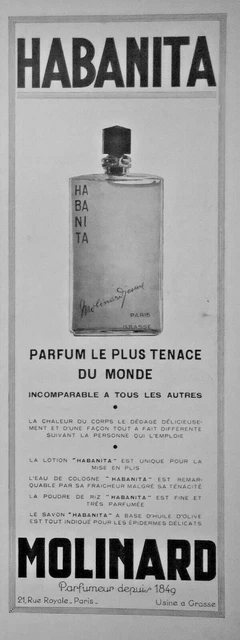 HABANITA
HA
BA
NI
TA
Molinard Jeune
PARIS
GRASSE
PARFUM LE PLUS TENACE
DU MONDE
INCOMPARABLE A TOUS LES AUTRES
LA CHALEUR DU CORPS LE DÉGAGE DÉLICIEUSE-
MENT ET D'UNE FAÇON TOUT A FAIT DIFFÉRENTE
SUIVANT LA PERSONNE QUI L'EMPLOIE
LA LOTION "HABANITA" EST UNIQUE POUR LA
MISE EN PLIS
L'EAU DE COLOGNE "HABANITA" EST REMAR-
QUABLE PAR SA FRAICHEUR MALGRÉ SA TÉNACITÉ
LA POUDRE DE RIZ "HABANITA" EST FINE ET
TRÈS PARFUMÉE
LE SAVON "HABANITA" A BASE D'HUILE D'OLIVE
EST TOUT INDIQUÉ POUR LES ÉPIDERMES DÉLICATS
MOLINARD
Parfumeur depuis 1849
21, Rue Royale - Paris - Usine a Grasse